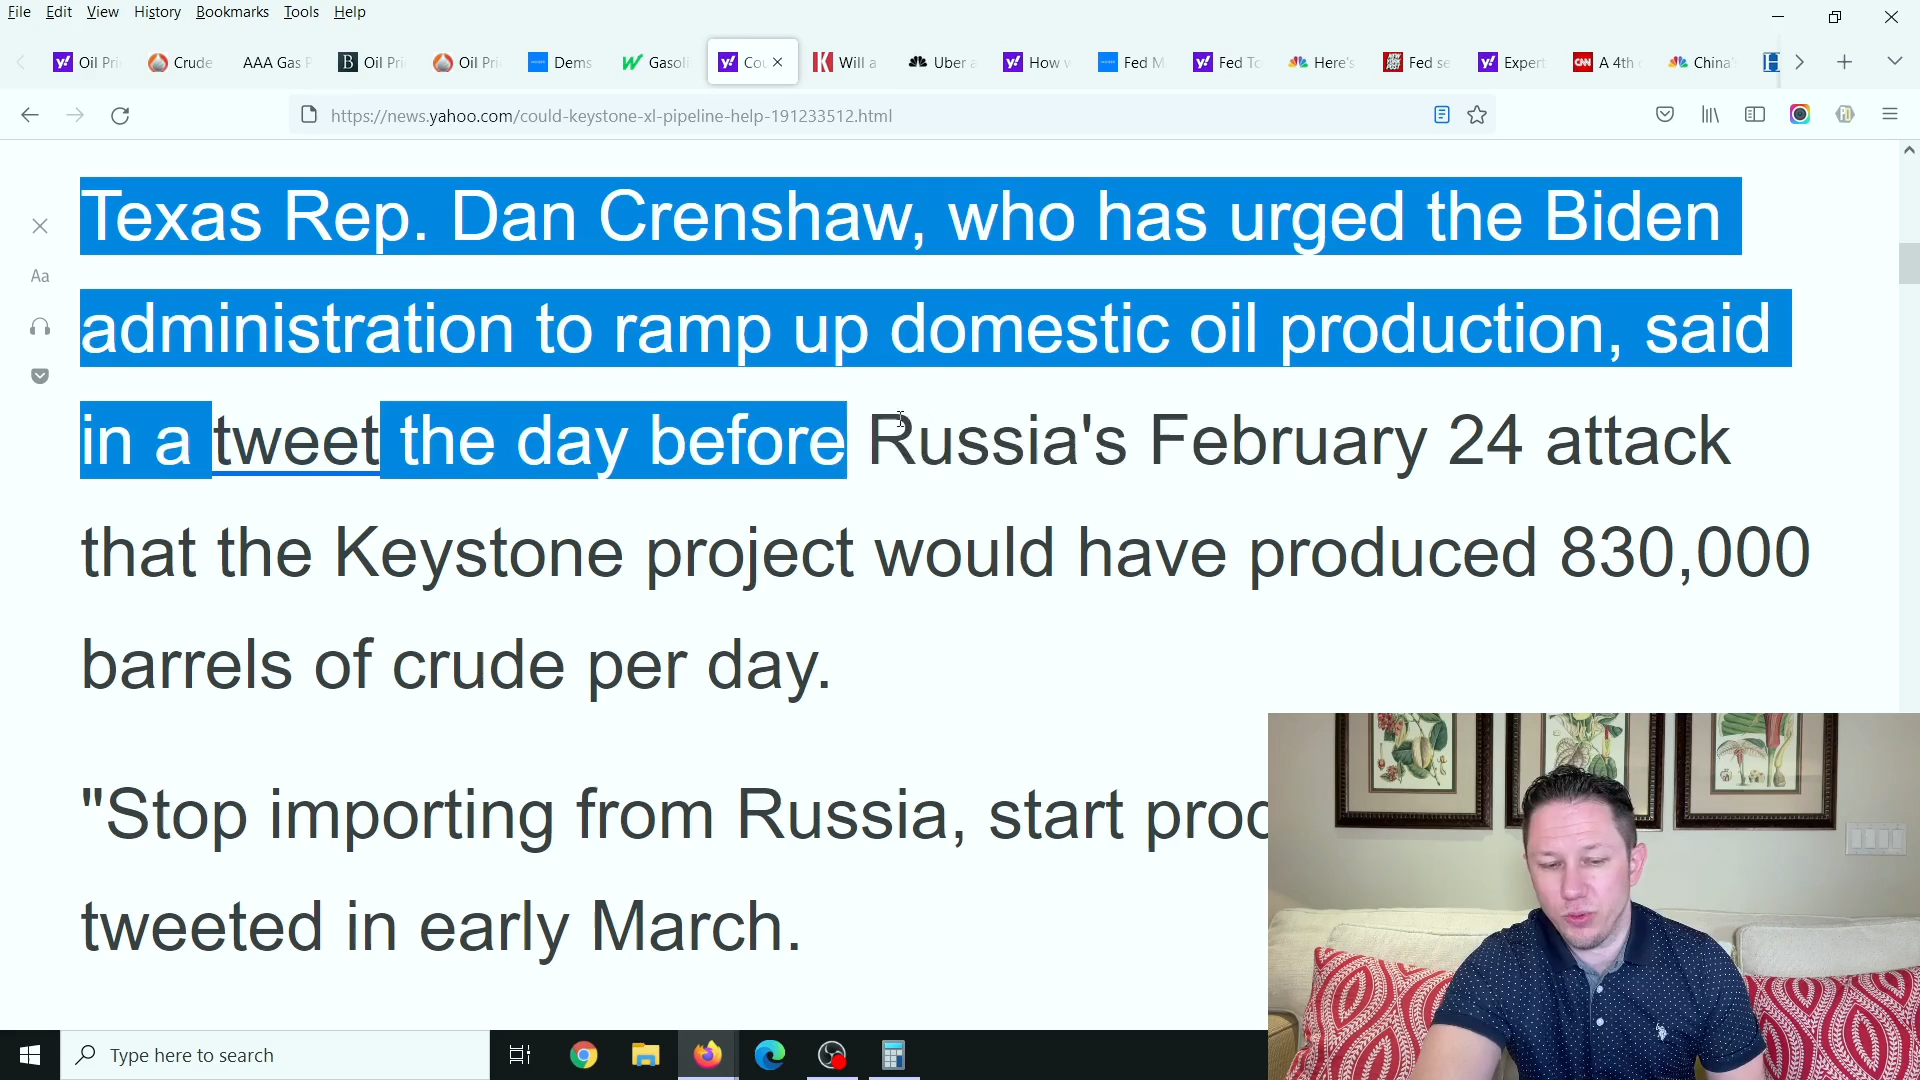 File Edit View History Bookmarks Tools Help
Oil Pri Crude AAA Gas P Oil Pri Oil Pri Dems Gasoli Cou Will a Uber a How v Fed M Fed To Here's Fed se Expert A 4th China'
https://news.yahoo.com/could-keystone-xl-pipeline-help-191233512.html
Texas Rep. Dan Crenshaw, who has urged the Biden
administration to ramp up domestic oil production, said
in a tweet the day before Russia's February 24 attack
that the Keystone project would have produced 830,000
barrels of crude per day.
"Stop importing from Russia, start
tweeted in early March.
Aa
Type here to search